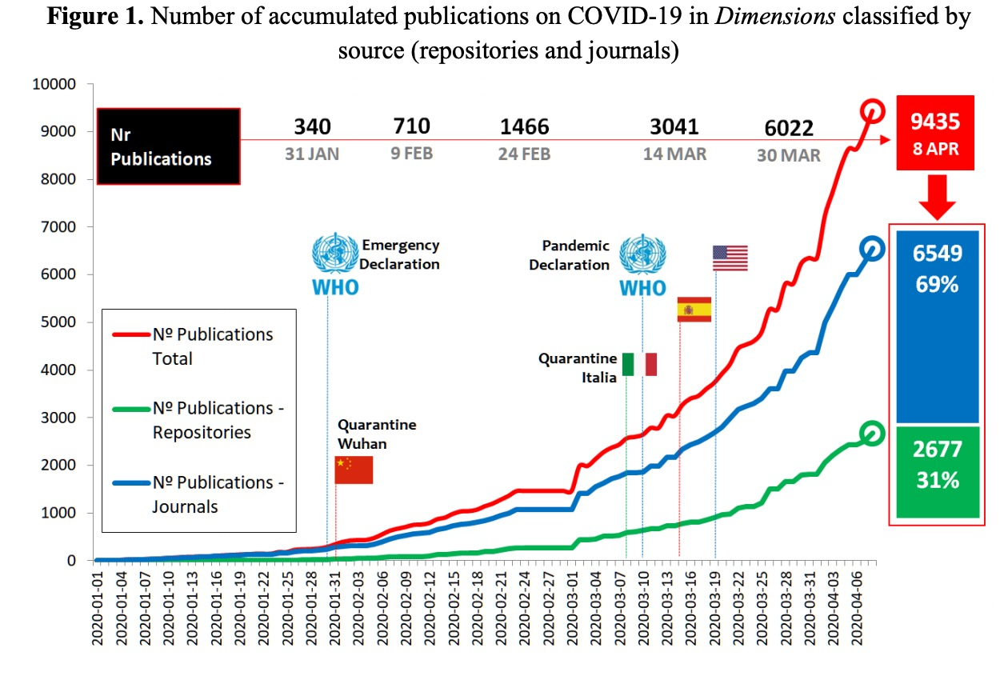 Figure 1. Number of accumulated publications on COVID-19 in Dimensions classified by
source (repositories and journals)
10000
9000
8000
7000
6000
5000
4000
3000
2000
1000
0
Nr
Publications
340
31 JAN
710
9 FEB
1466
24 FEB
3041
14 MAR
6022
30 MAR
9435
8 APR
6549
69%
2677
31%
Emergency
Declaration
WHO
Pandemic
Declaration
WHO
Quarantine
Italia
Quarantine
Wuhan
Nº Publications
Total
Nº Publications -
Repositories
Nº Publications -
Journals
2020-01-01
2020-01-04
2020-01-07
2020-01-10
2020-01-13
2020-01-16
2020-01-19
2020-01-22
2020-01-25
2020-01-28
2020-01-31
2020-02-03
2020-02-06
2020-02-09
2020-02-12
2020-02-15
2020-02-18
2020-02-21
2020-02-24
2020-02-27
2020-03-01
2020-03-04
2020-03-07
2020-03-10
2020-03-13
2020-03-16
2020-03-19
2020-03-22
2020-03-25
2020-03-28
2020-03-31
2020-04-03
2020-04-06